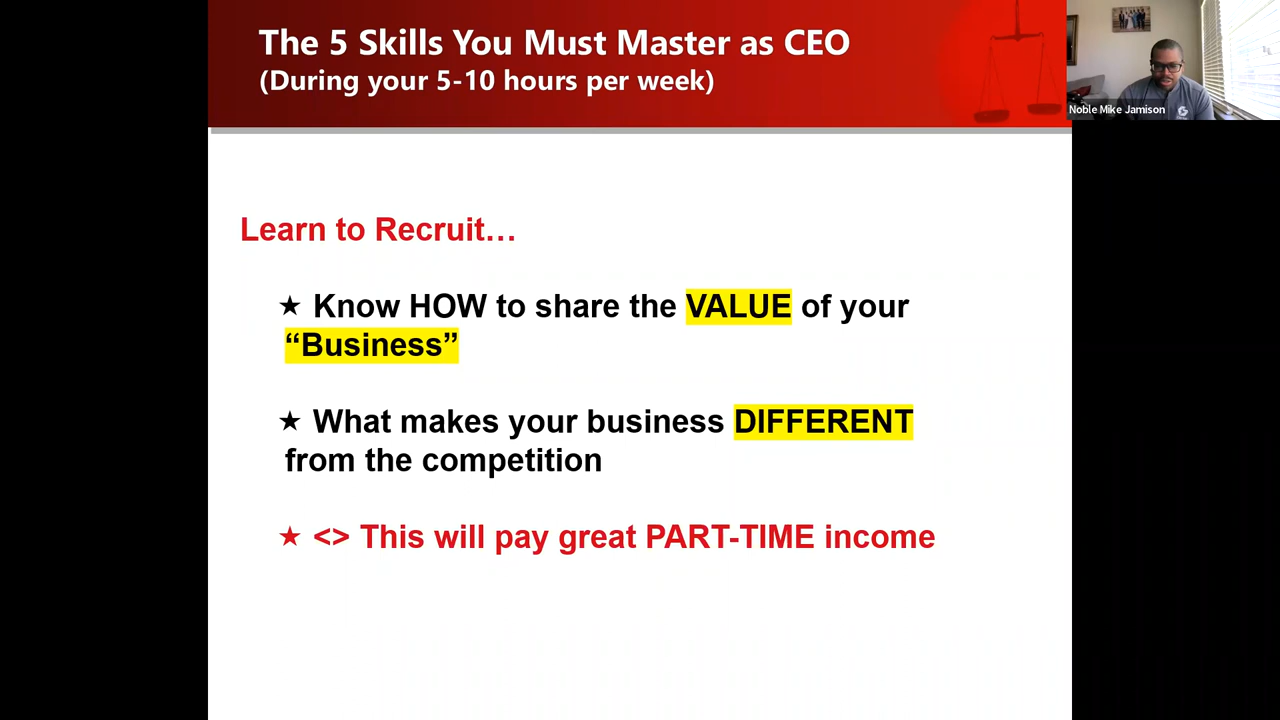 The 5 Skills You Must Master as CEO
(During your 5-10 hours per week)
Noble Mike Jamison
Learn to Recruit…
★ Know HOW to share the VALUE of your
“Business”
★ What makes your business DIFFERENT
from the competition
★ <> This will pay great PART-TIME income